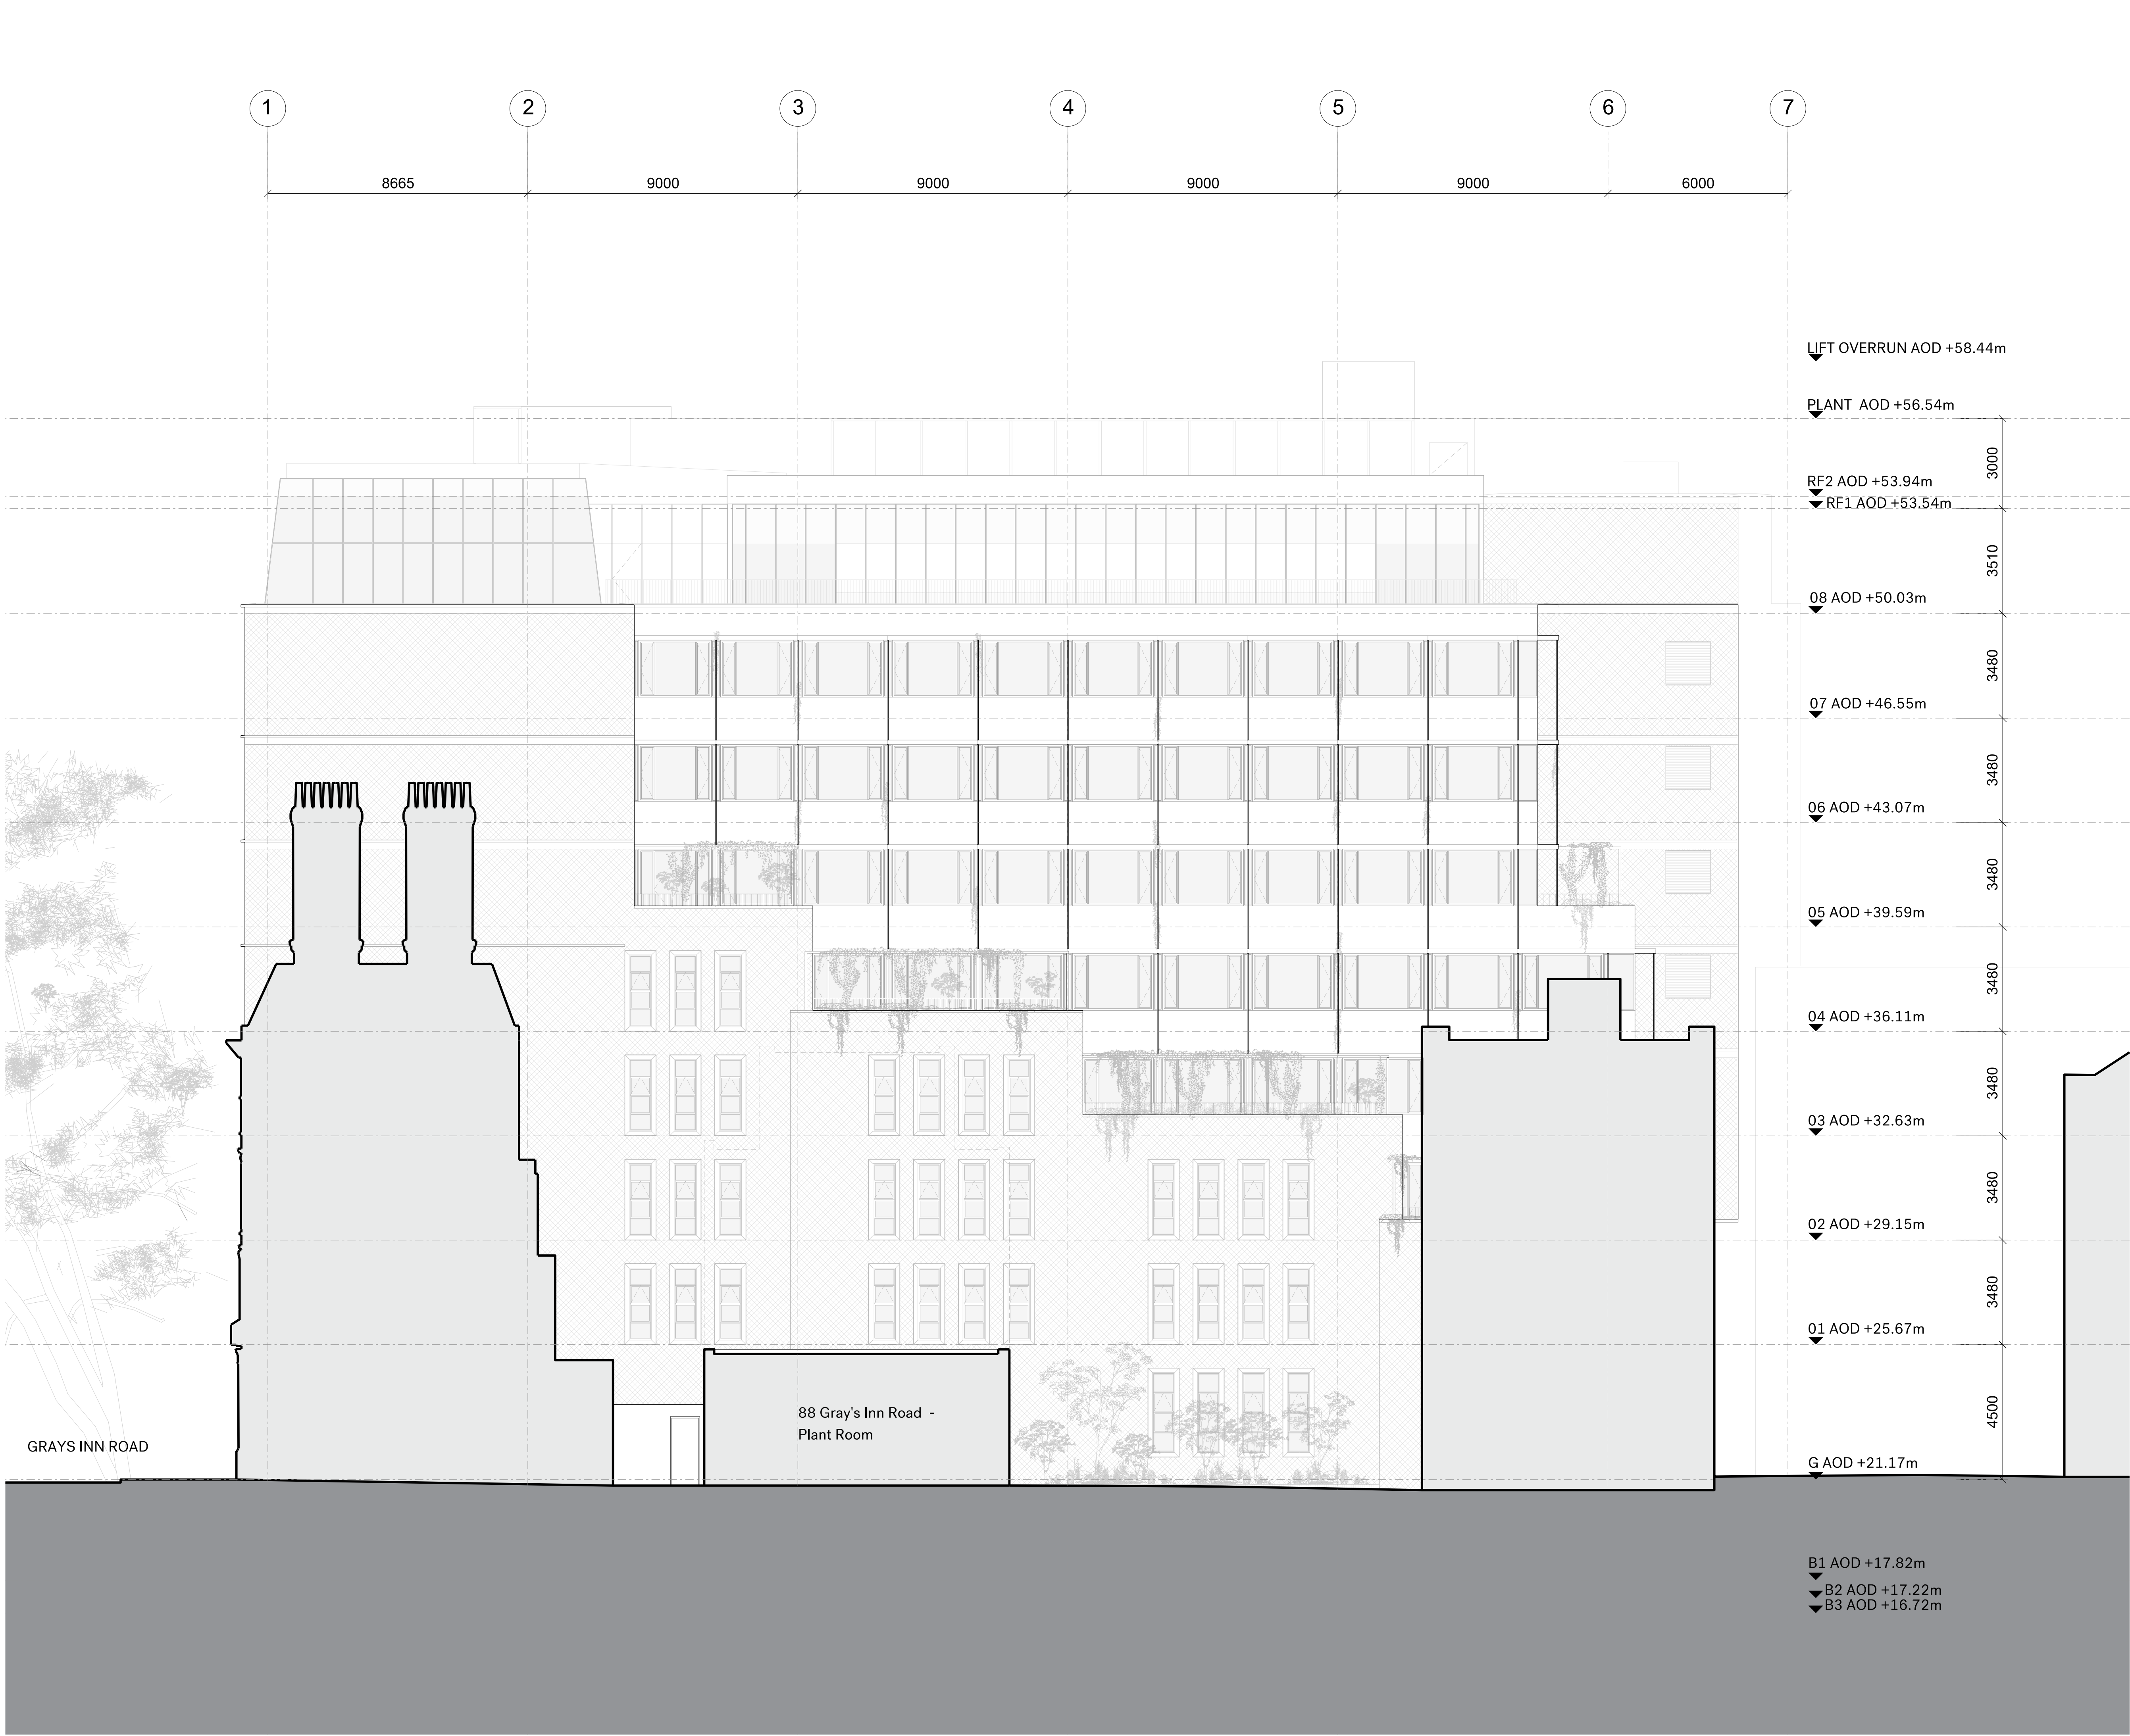 1 2 3 4 5 6 7
8665 9000 9000 9000 9000 6000
LIFT OVERRUN AOD +58.44m
PLANT AOD +56.54m
3000
RF2 AOD +53.94m
RF1 AOD +53.54m
3510
08 AOD +50.03m
3480
07 AOD +46.55m
3480
06 AOD +43.07m
3480
05 AOD +39.59m
3480
04 AOD +36.11m
3480
03 AOD +32.63m
3480
02 AOD +29.15m
3480
01 AOD +25.67m
4500
88 Gray's Inn Road -
Plant Room
GRAYS INN ROAD
G AOD +21.17m
B1 AOD +17.82m
B2 AOD +17.22m
B3 AOD +16.72m